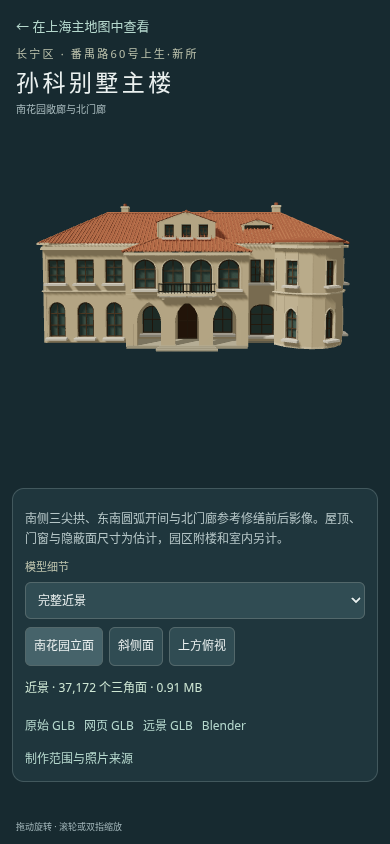 ← 在上海主地图中查看
长宁区 · 番禺路60号上生·新所
孙科别墅主楼
南花园敞廊与北门廊
南侧三尖拱、东南圆弧开间与北门廊参考修缮前后影像。屋顶、
门窗与隐蔽面尺寸为估计，园区附楼和室内另计。
模型细节
完整近景
南花园立面 斜侧面 上方俯视
近景 · 37,172 个三角面 · 0.91 MB
原始 GLB 网页 GLB 远景 GLB Blender
制作范围与照片来源
拖动旋转 · 滚轮或双指缩放